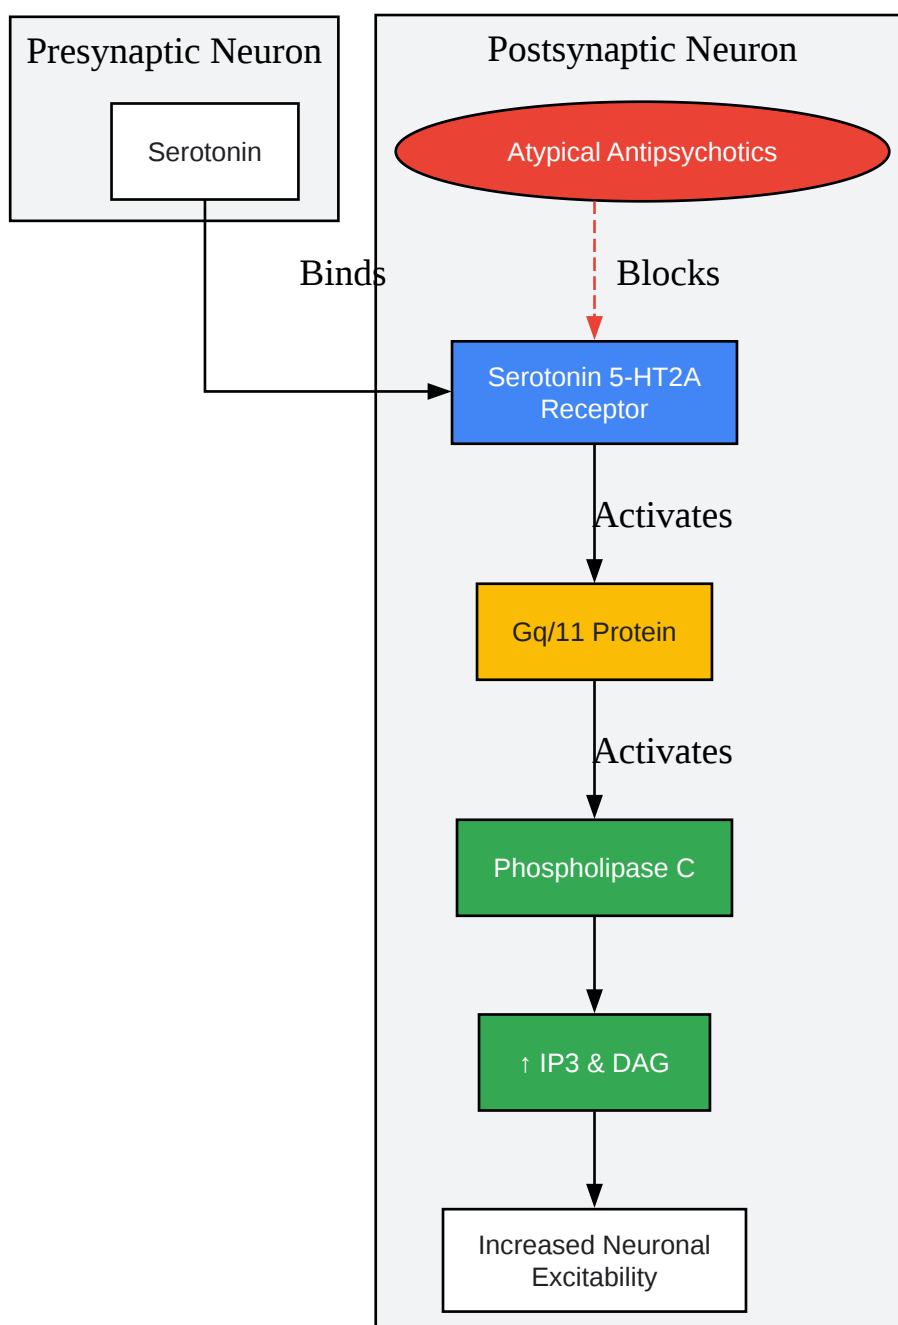 Presynaptic Neuron
Postsynaptic Neuron
Serotonin
Atypical Antipsychotics
Binds
Blocks
Serotonin 5-HT2A
Receptor
Activates
Gq/11 Protein
Activates
Phospholipase C
↑ IP3 & DAG
Increased Neuronal
Excitability